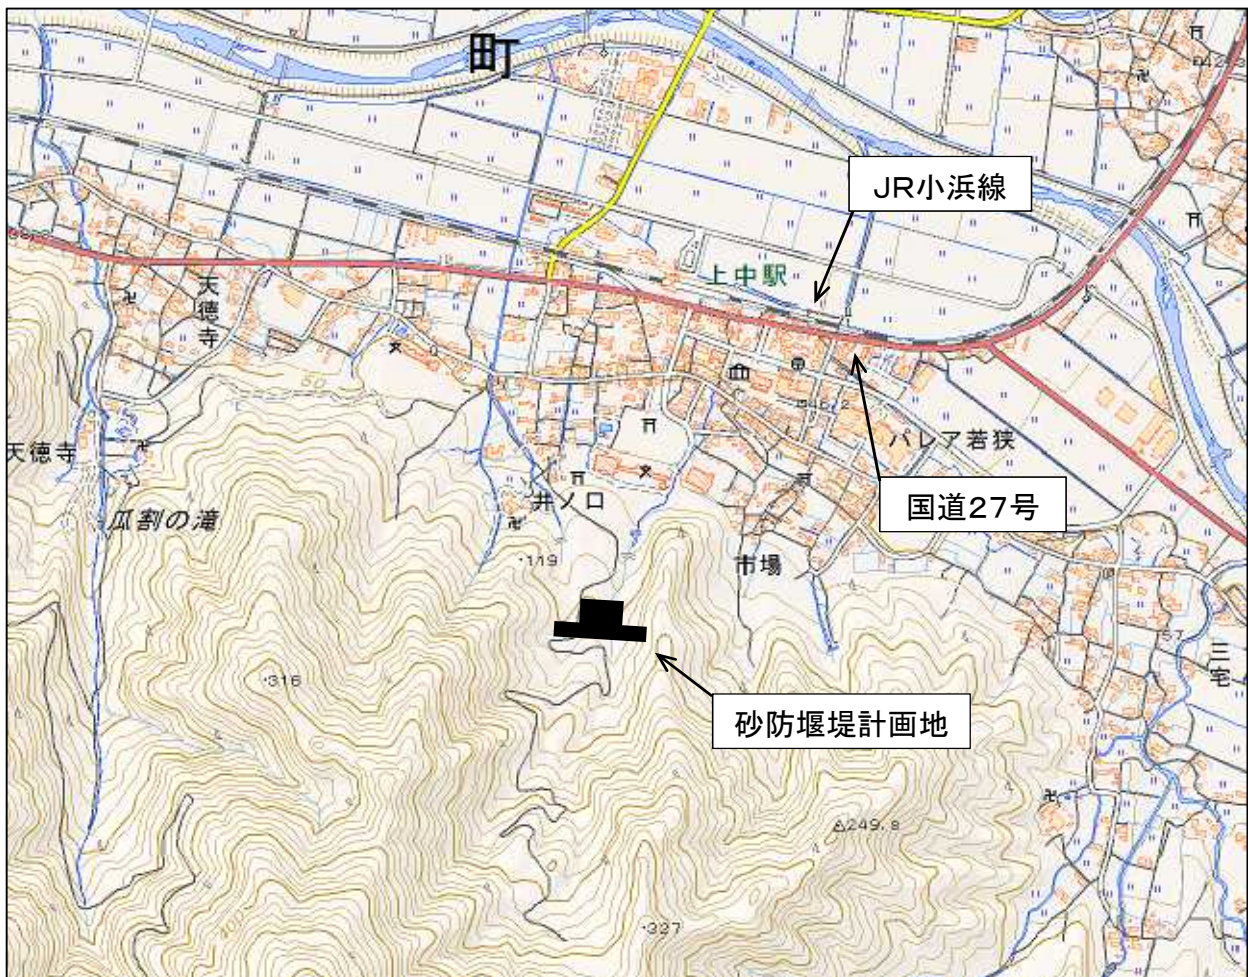 町
JR小浜線
上中駅
天徳寺
パレア若狭
天徳寺
国道27号
井ノ口
瓜割の滝
50
市場
・119
三宅
・316
砂防堰堤計画地
△249.8
・327